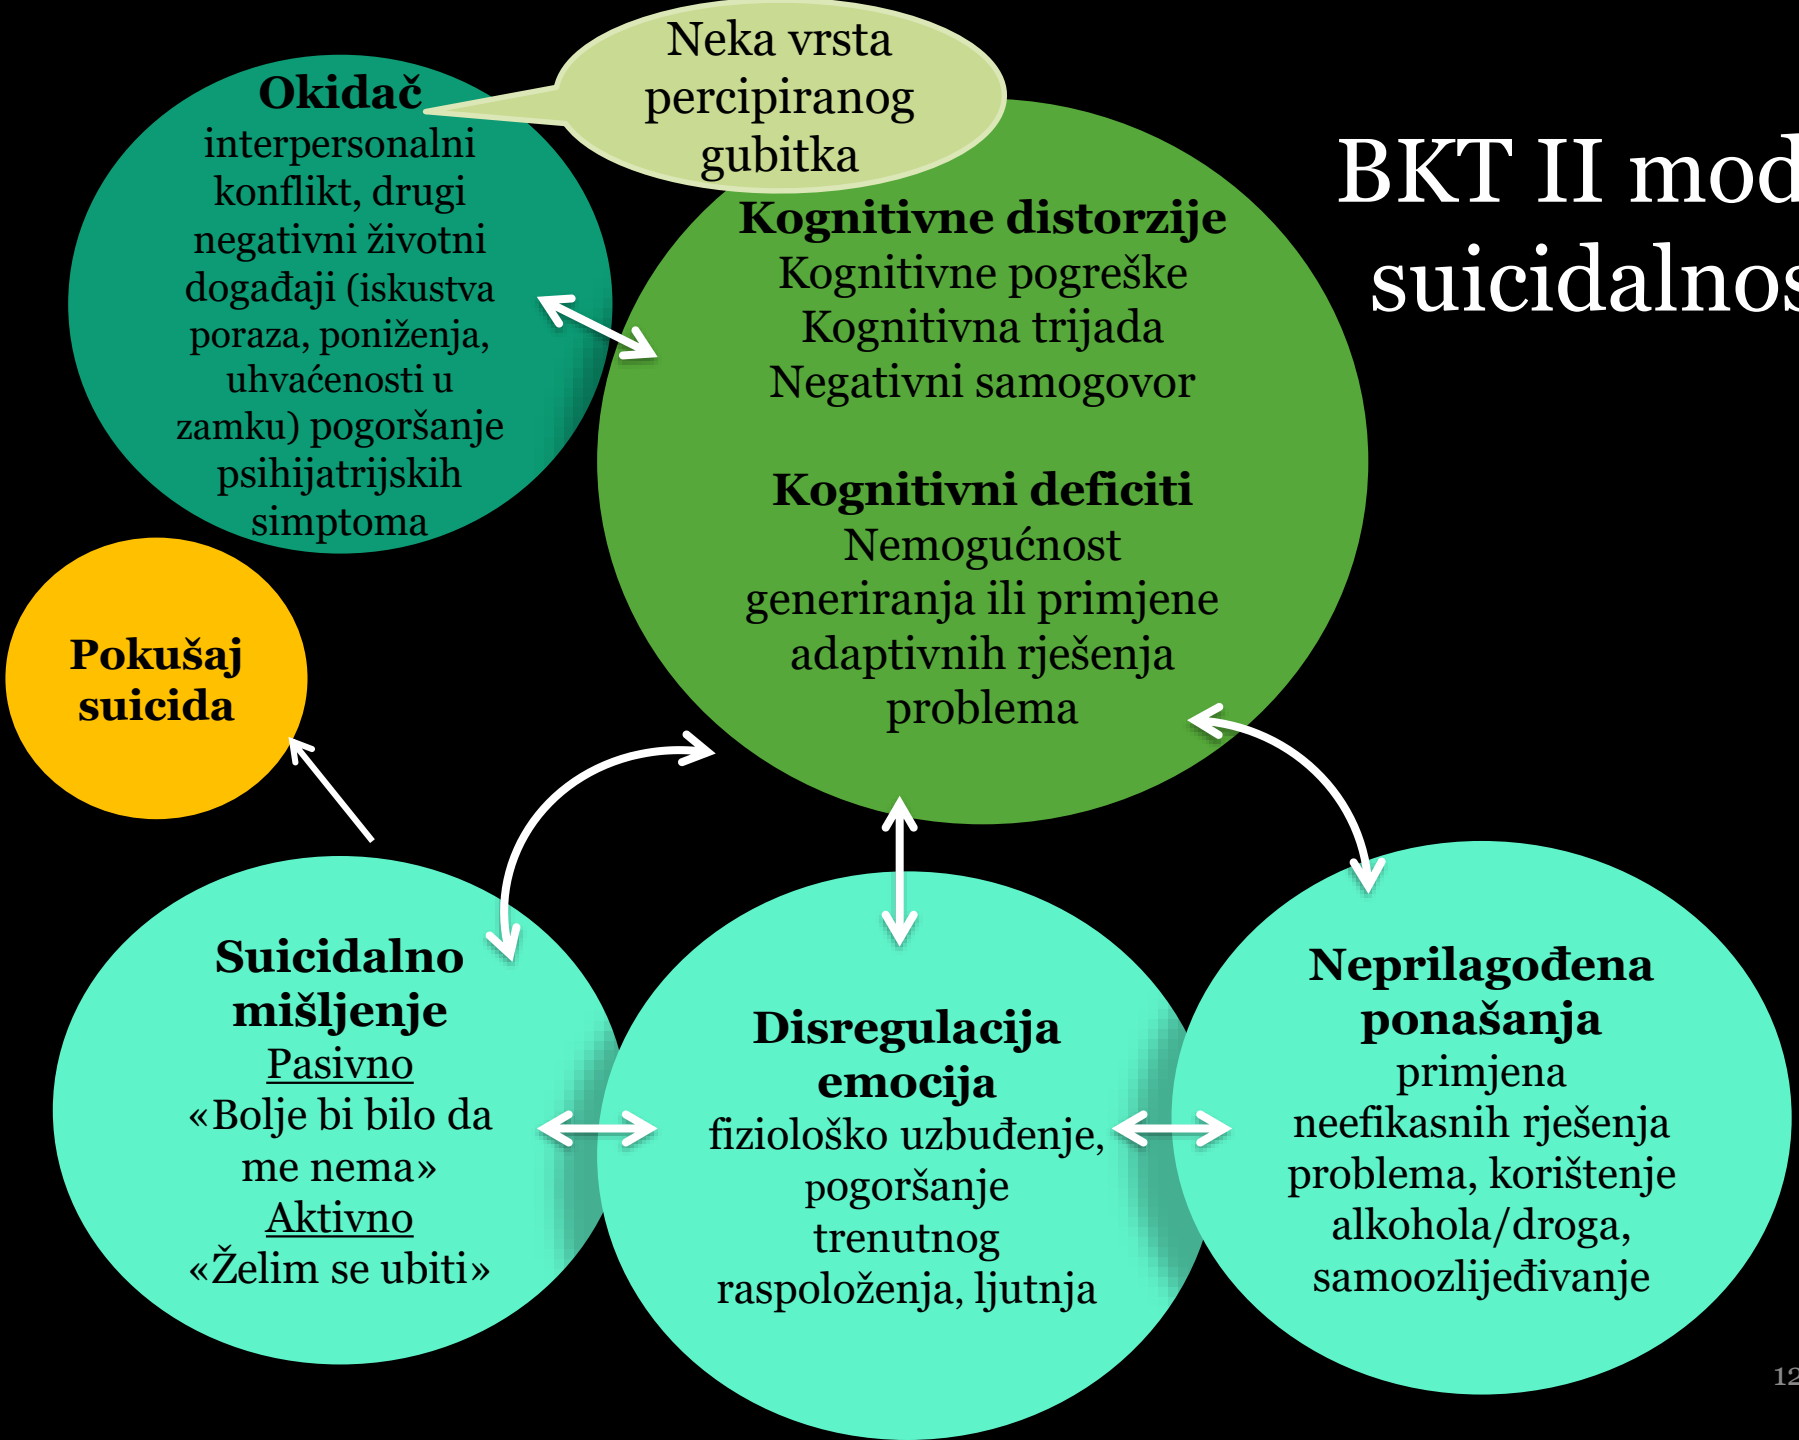 Neka vrsta
percipiranog
gubitka
Okidač
interpersonalni
konflikt, drugi
negativni životni
događaji (iskustva
poraza, poniženja,
uhvaćenosti u
zamku) pogoršanje
psihijatrijskih
simptoma
BKT II mod
suicidalnos
Kognitivne distorzije
Kognitivne pogreške
Kognitivna trijada
Negativni samogovor
Kognitivni deficiti
Nemogućnost
generiranja ili primjene
adaptivnih rješenja
problema
Pokušaj
suicida
Suicidalno
mišljenje
Pasivno
«Bolje bi bilo da
me nema»
Aktivno
«Želim se ubiti»
Disregulacija
emocija
fiziološko uzbuđenje,
pogoršanje
trenutnog
raspoloženja, ljutnja
Neprilagođena
ponašanja
primjena
neefikasnih rješenja
problema, korištenje
alkohola/droga,
samoozlijeđivanje
12